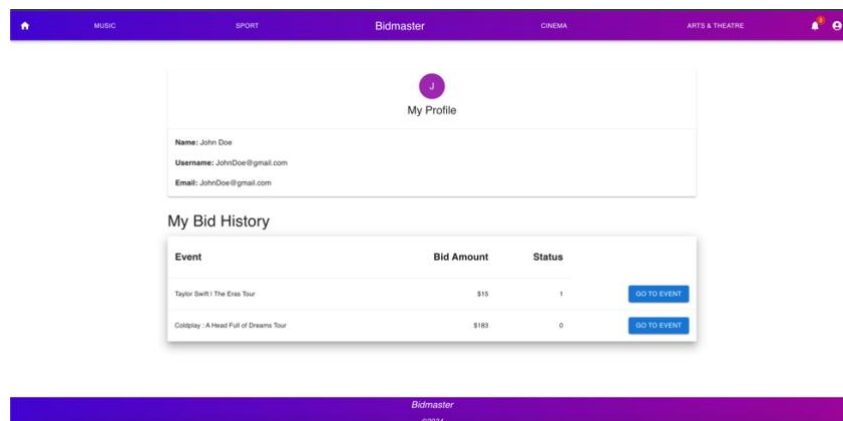 MUSIC SPORT Bidmaster CINEMA ARTS & THEATRE
J
My Profile
Name: John Doe
Username: JohnDoe@gmail.com
Email: JohnDoe@gmail.com
My Bid History
Event Bid Amount Status
Taylor Swift | The Eras Tour $15 1 GO TO EVENT
Coldplay : A Head Full of Dreams Tour $183 0 GO TO EVENT
Bidmaster
©2024